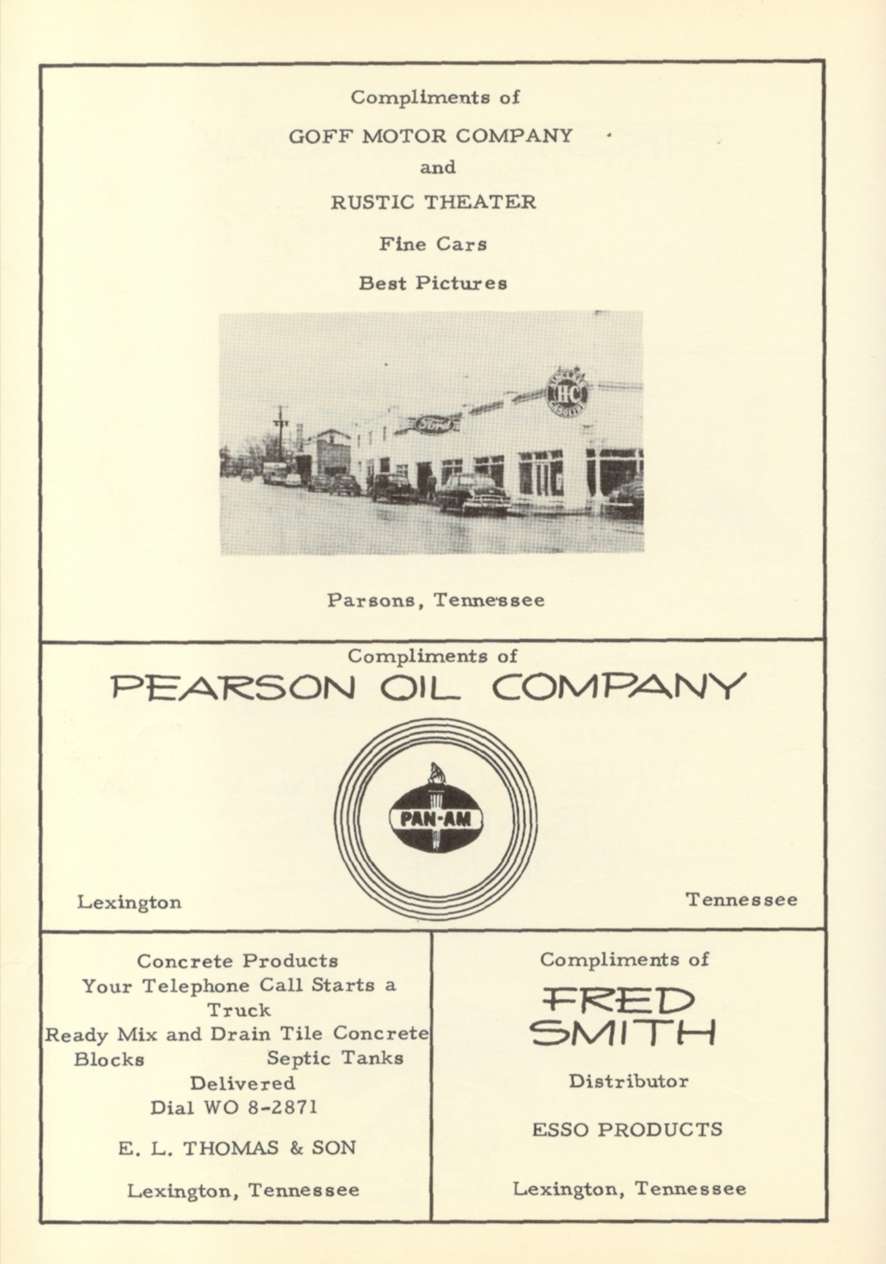 Compliments of
GOFF MOTOR COMPANY
and
RUSTIC THEATER
Fine Cars
Best Pictures
Ford
SINCLAIR
HC
GASOLINE
Parsons, Tennessee
Compliments of
PEARSON OIL COMPANY
PAN-AM
Lexington Tennessee
Concrete Products
Your Telephone Call Starts a
Truck
Ready Mix and Drain Tile Concrete
Blocks Septic Tanks
Delivered
Dial WO 8-2871
E. L. THOMAS & SON
Lexington, Tennessee
Compliments of
FRED
SMITH
Distributor
ESSO PRODUCTS
Lexington, Tennessee